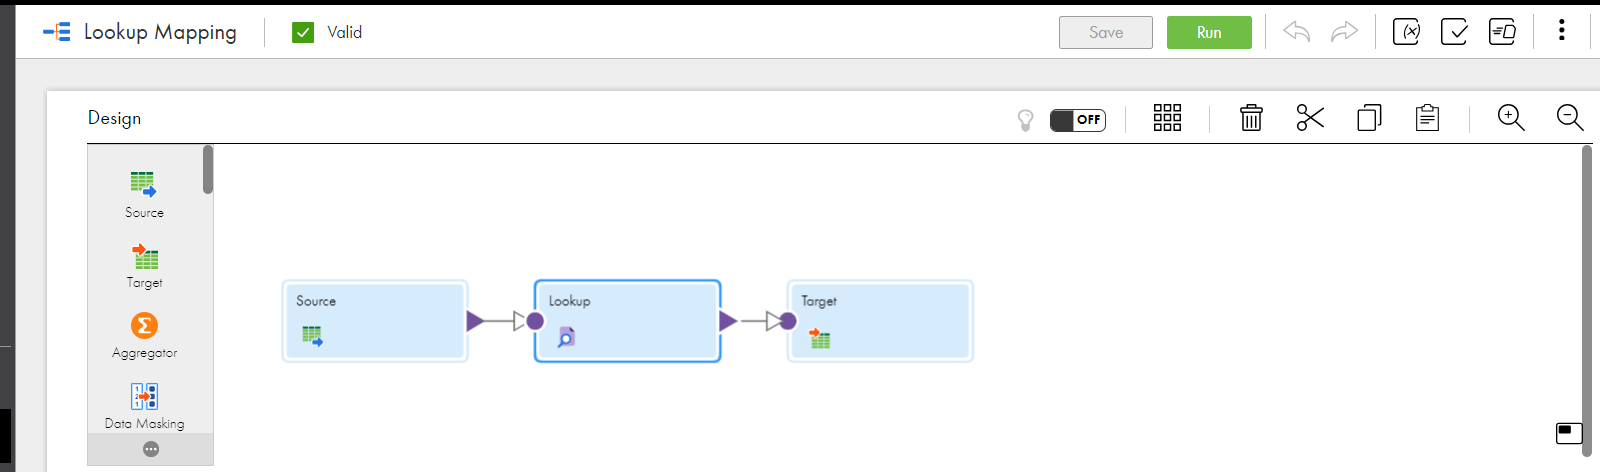 Lookup Mapping
Valid
Save
Run
Design
OFF
Source
Target
Aggregator
Data Masking
Source
Lookup
Target